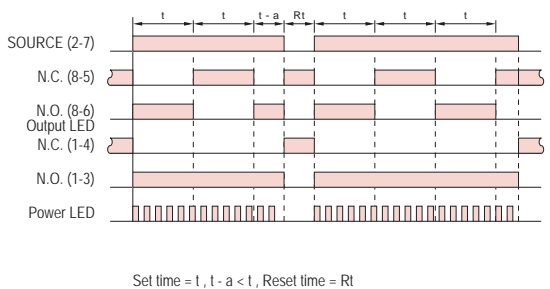 t t t - a Rt t t t
SOURCE (2-7)
N.C. (8-5)
N.O. (8-6)
Output LED
N.C. (1-4)
N.O. (1-3)
Power LED
Set time = t , t - a < t , Reset time = Rt